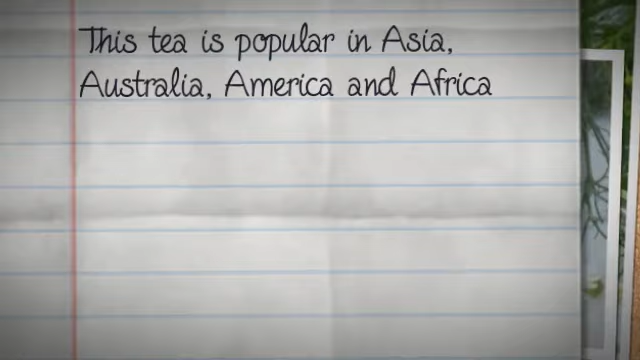 This tea is popular in Asia,
Australia, America and Africa